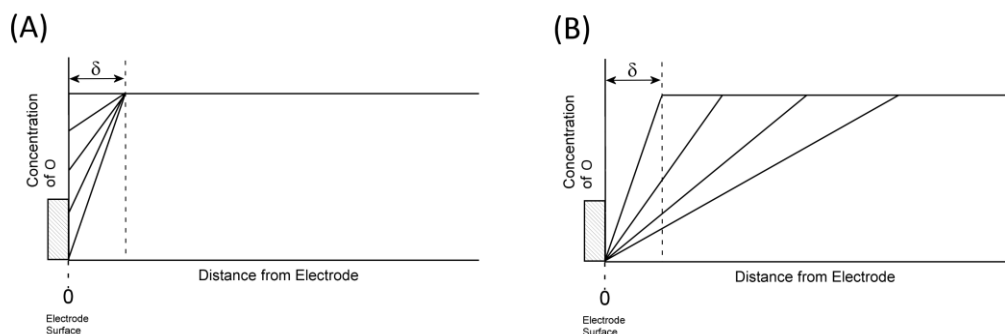 (A)
δ
Concentration
of O
Distance from Electrode
0
Electrode
Surface
(B)
δ
Concentration
of O
Distance from Electrode
0
Electrode
Surface